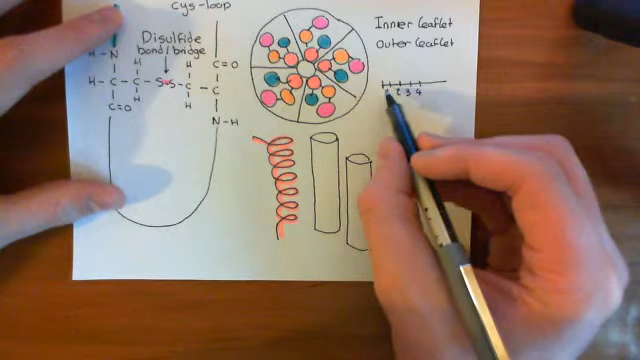 cys-loop
Disulfide
bond/bridge
H-N
H
H
C=O
H-C-C-S-S-C-C
H
H
C=O
N-H
Inner leaflet
Outer leaflet
2 3 4